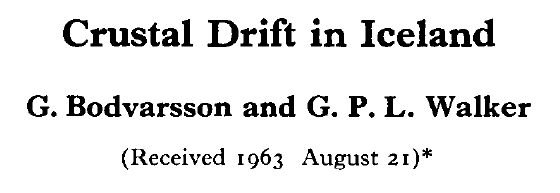 Crustal Drift in Iceland
G. Bodvarsson and G. P. L. Walker
(Received 1963 August 21)*